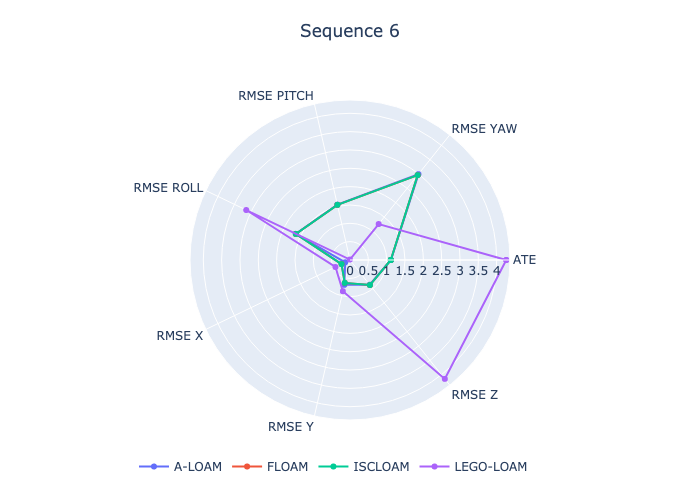 Sequence 6
RMSE PITCH
RMSE YAW
RMSE ROLL
ATE
0 0.5 1 1.5 2 2.5 3 3.5 4
RMSE X
RMSE Z
RMSE Y
A-LOAM FLOAM ISCLOAM LEGO-LOAM